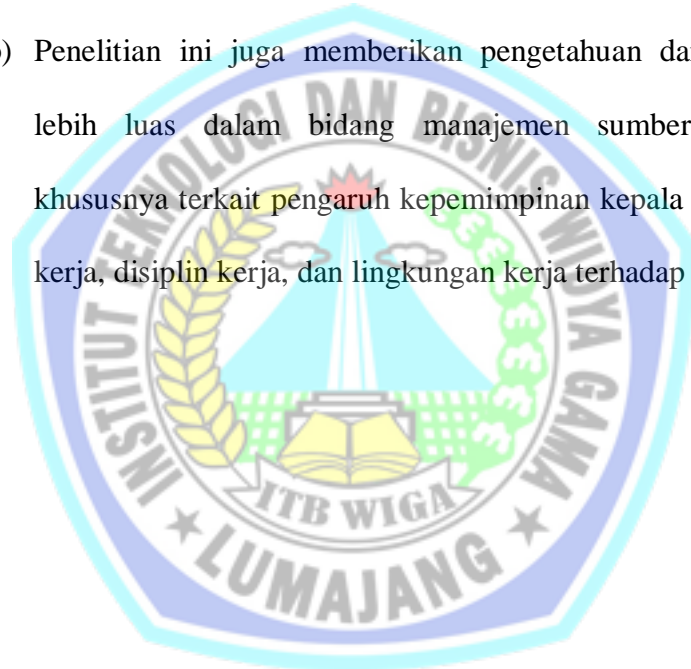 ) Penelitian ini juga memberikan pengetahuan da
lebih luas dalam bidang manajemen sumber
khususnya terkait pengaruh kepemimpinan kepala
kerja, disiplin kerja, dan lingkungan kerja terhadap
INSTITUT TEKNOLOGI DAN BISNIS WIDYA GAMA
ITB WIGA
LUMAJANG